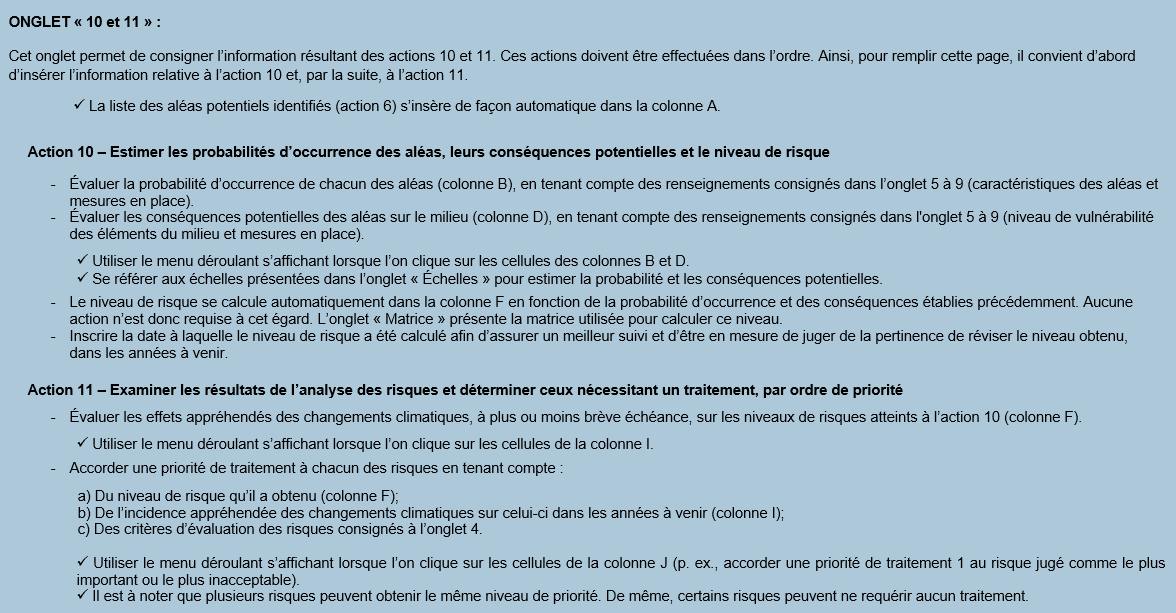 ONGLET « 10 et 11 » :
Cet onglet permet de consigner l’information résultant des actions 10 et 11. Ces actions doivent être effectuées dans l’ordre. Ainsi, pour remplir cette page, il convient d’abord
d’insérer l’information relative à l’action 10 et, par la suite, à l’action 11.
✓ La liste des aléas potentiels identifiés (action 6) s’insère de façon automatique dans la colonne A.
Action 10 – Estimer les probabilités d’occurrence des aléas, leurs conséquences potentielles et le niveau de risque
- Évaluer la probabilité d’occurrence de chacun des aléas (colonne B), en tenant compte des renseignements consignés dans l’onglet 5 à 9 (caractéristiques des aléas et
mesures en place).
- Évaluer les conséquences potentielles des aléas sur le milieu (colonne D), en tenant compte des renseignements consignés dans l'onglet 5 à 9 (niveau de vulnérabilité
des éléments du milieu et mesures en place).
✓ Utiliser le menu déroulant s’affichant lorsque l’on clique sur les cellules des colonnes B et D.
✓ Se référer aux échelles présentées dans l’onglet « Échelles » pour estimer la probabilité et les conséquences potentielles.
- Le niveau de risque se calcule automatiquement dans la colonne F en fonction de la probabilité d’occurrence et des conséquences établies précédemment. Aucune
action n’est donc requise à cet égard. L’onglet « Matrice » présente la matrice utilisée pour calculer ce niveau.
- Inscrire la date à laquelle le niveau de risque a été calculé afin d’assurer un meilleur suivi et d’être en mesure de juger de la pertinence de réviser le niveau obtenu,
dans les années à venir.
Action 11 – Examiner les résultats de l’analyse des risques et déterminer ceux nécessitant un traitement, par ordre de priorité
- Évaluer les effets appréhendés des changements climatiques, à plus ou moins brève échéance, sur les niveaux de risques atteints à l’action 10 (colonne F).
✓ Utiliser le menu déroulant s’affichant lorsque l’on clique sur les cellules de la colonne I.
- Accorder une priorité de traitement à chacun des risques en tenant compte :
a) Du niveau de risque qu’il a obtenu (colonne F);
b) De l’incidence appréhendée des changements climatiques sur celui-ci dans les années à venir (colonne I);
c) Des critères d’évaluation des risques consignés à l’onglet 4.
✓ Utiliser le menu déroulant s’affichant lorsque l’on clique sur les cellules de la colonne J (p. ex., accorder une priorité de traitement 1 au risque jugé comme le plus
important ou le plus inacceptable).
✓ Il est à noter que plusieurs risques peuvent obtenir le même niveau de priorité. De même, certains risques peuvent ne requérir aucun traitement.